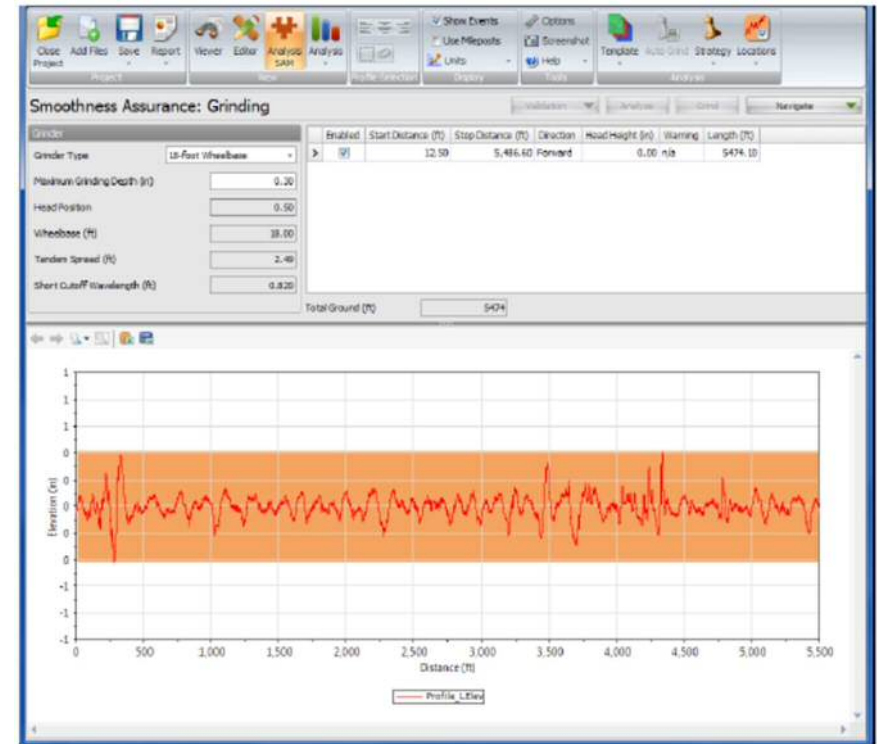 Close Project Add Files Save Report Viewer Editor Analysis SAM Analysis
Show Events
Use Mileposts
Units
Options
Screenshot
Help
Template Auto Grind Strategy Locations
Project View Profile Selection Display Tools Analysis
Smoothness Assurance: Grinding
Validation Analyze Grind Navigate
Grinder
Grinder Type 18-Foot Wheelbase
Maximum Grinding Depth (in) 0.30
Head Position 0.50
Wheelbase (ft) 18.00
Tandem Spread (ft) 2.49
Short Cutoff Wavelength (ft) 0.820
Enabled Start Distance (ft) Stop Distance (ft) Direction Head Height (in) Warning Length (ft)
12.50 5,486.60 Forward 0.00 n/a 5474.10
Total Ground (ft) 5474
1
1
1
0
0
0
0
0
-1
-1
-1
Elevation (in)
0 500 1,000 1,500 2,000 2,500 3,000 3,500 4,000 4,500 5,000 5,500
Distance (ft)
Profile_LElev